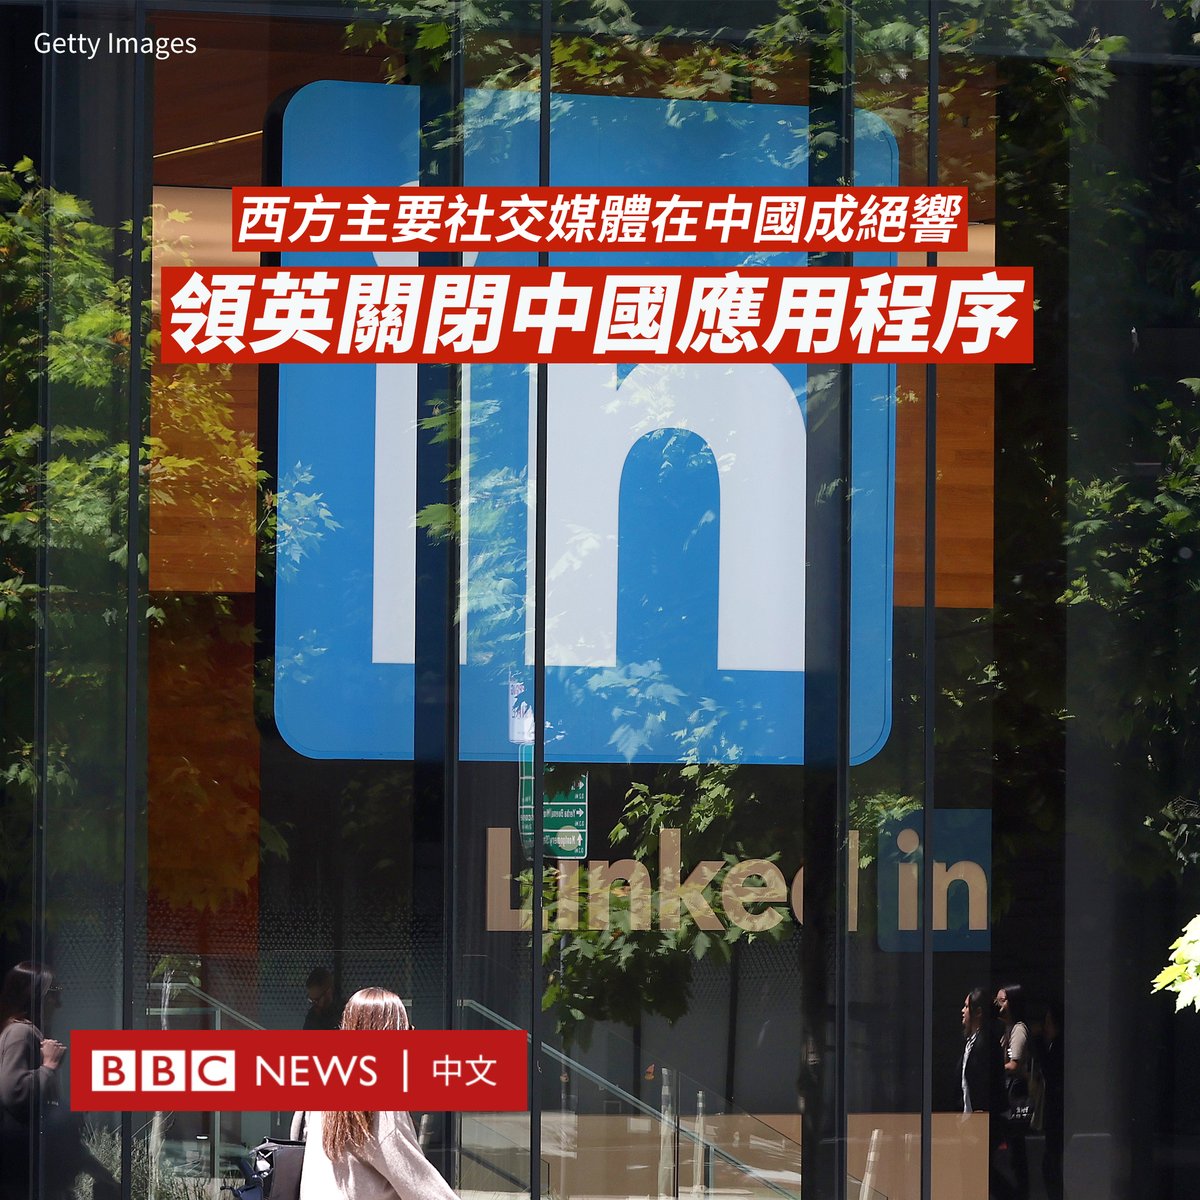 Getty Images
西方主要社交媒體在中國成絕響
領英關閉中國應用程序
in
Linked in
BBC NEWS | 中文